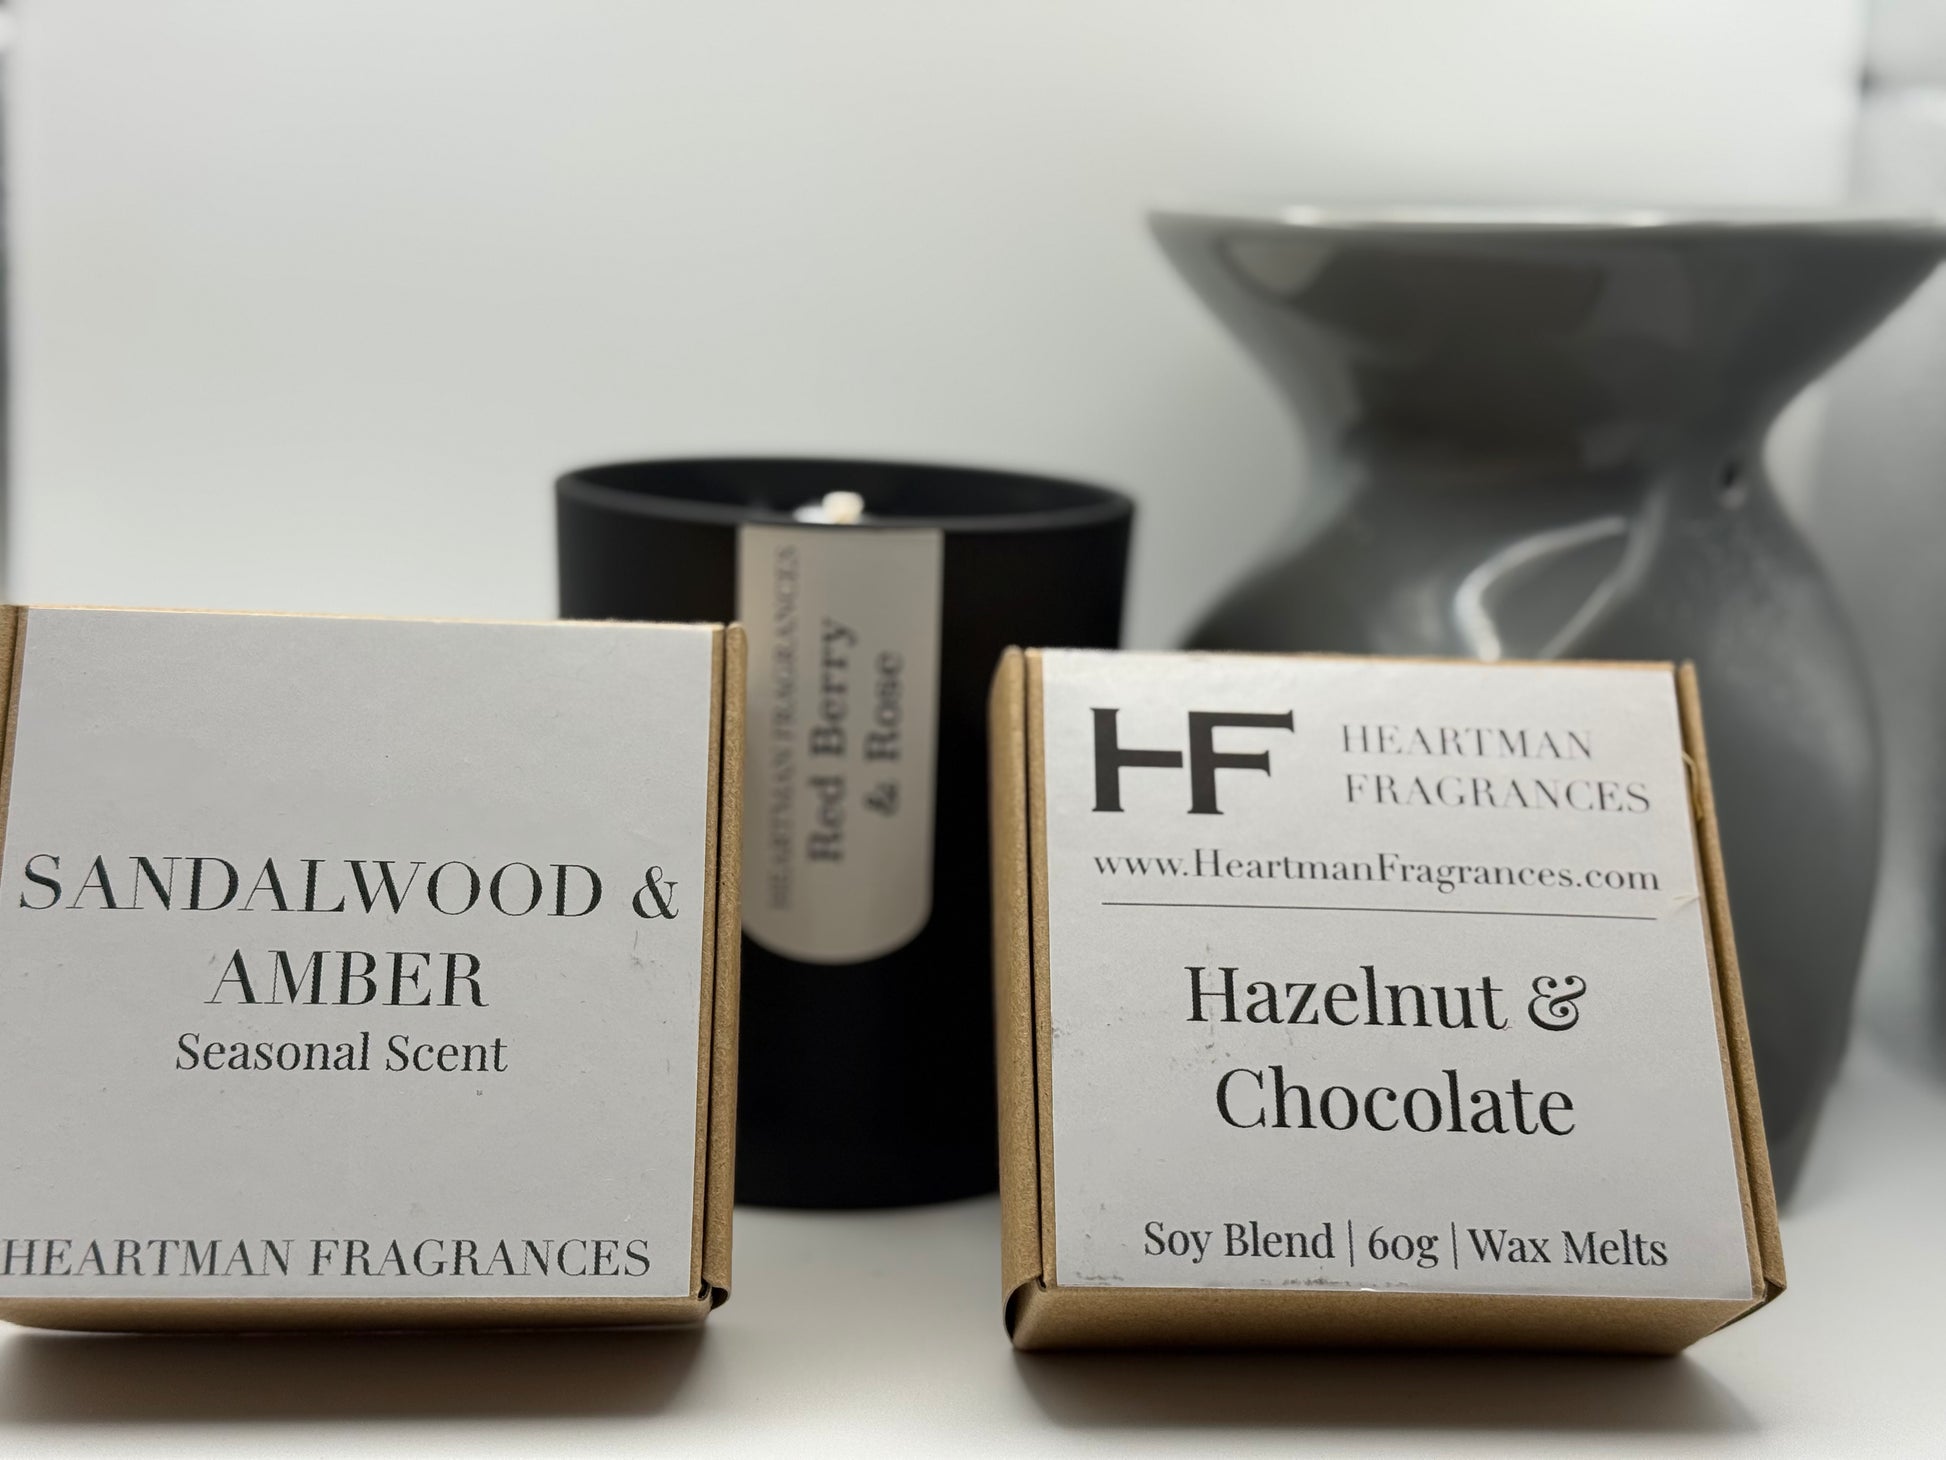 SANDALWOOD &
AMBER
Seasonal Scent
HEARTMAN FRAGRANCES
HEARTMAN FRAGRANCES
Red Berry
& Rose
HF
HEARTMAN
FRAGRANCES
www.HeartmanFragrances.com
Hazelnut &
Chocolate
Soy Blend | 60g | Wax Melts